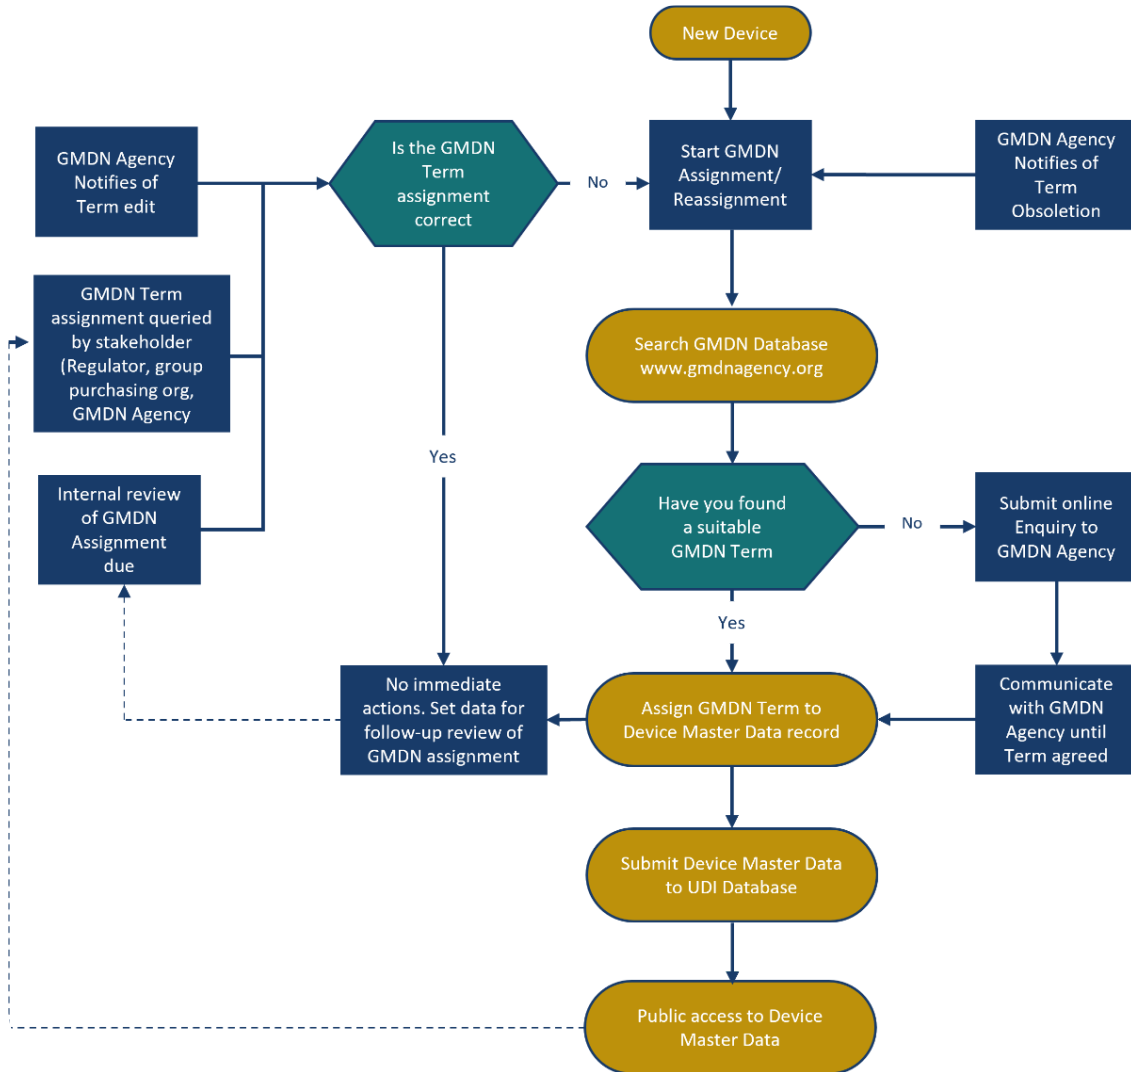 New Device
GMDN Agency
Notifies of
Term edit
Is the GMDN
Term
assignment
correct
No
Start GMDN
Assignment/
Reassignment
GMDN Agency
Notifies of
Term
Obsoletion
GMDN Term
assignment queried
by stakeholder
(Regulator, group
purchasing org,
GMDN Agency
Search GMDN Database
www.gmdnagency.org
Yes
Internal review
of GMDN
Assignment
due
Have you found
a suitable
GMDN Term
No
Submit online
Enquiry to
GMDN Agency
Yes
No immediate
actions. Set data for
follow-up review of
GMDN assignment
Assign GMDN Term to
Device Master Data record
Communicate
with GMDN
Agency until
Term agreed
Submit Device Master Data
to UDI Database
Public access to Device
Master Data